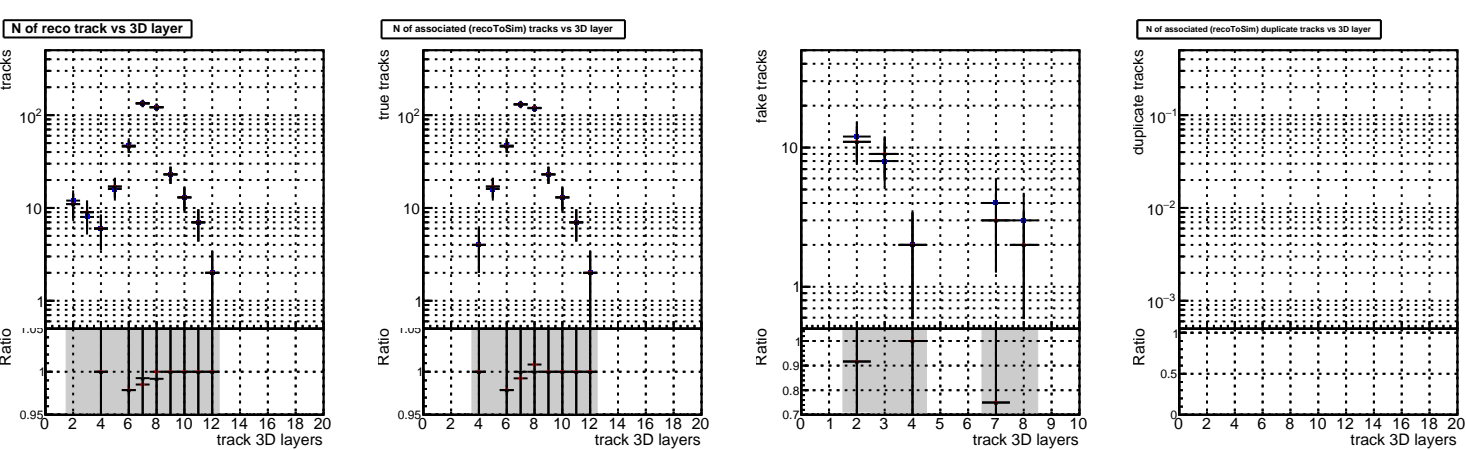 N of reco track vs 3D layer
tracks
10²
10
1
Ratio
1.05
1
0.95
0 2 4 6 8 10 12 14 16 18 20
track 3D layers
N of associated (recoToSim) tracks vs 3D layer
true tracks
10²
10
1
Ratio
1.05
1
0.95
0 2 4 6 8 10 12 14 16 18 20
track 3D layers
fake tracks
10
1
Ratio
1
0.9
0.8
0.7
0 1 2 3 4 5 6 7 8 9 10
track 3D layers
N of associated (recoToSim) duplicate tracks vs 3D layer
duplicate tracks
10⁻¹
10⁻²
10⁻³
Ratio
1
0.5
0
0 2 4 6 8 10 12 14 16 18 20
track 3D layers